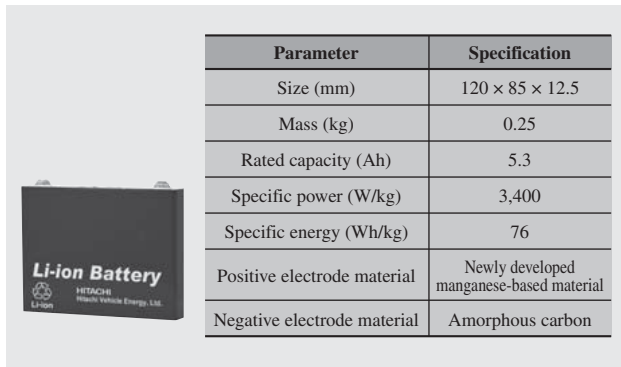 Parameter Specification
Size (mm) 120 × 85 × 12.5
Mass (kg) 0.25
Rated capacity (Ah) 5.3
Specific power (W/kg) 3,400
Specific energy (Wh/kg) 76
Positive electrode material Newly developed
manganese-based material
Negative electrode material Amorphous carbon
Li-ion Battery
HITACHI
Hitachi Vehicle Energy, Ltd.
Li-ion